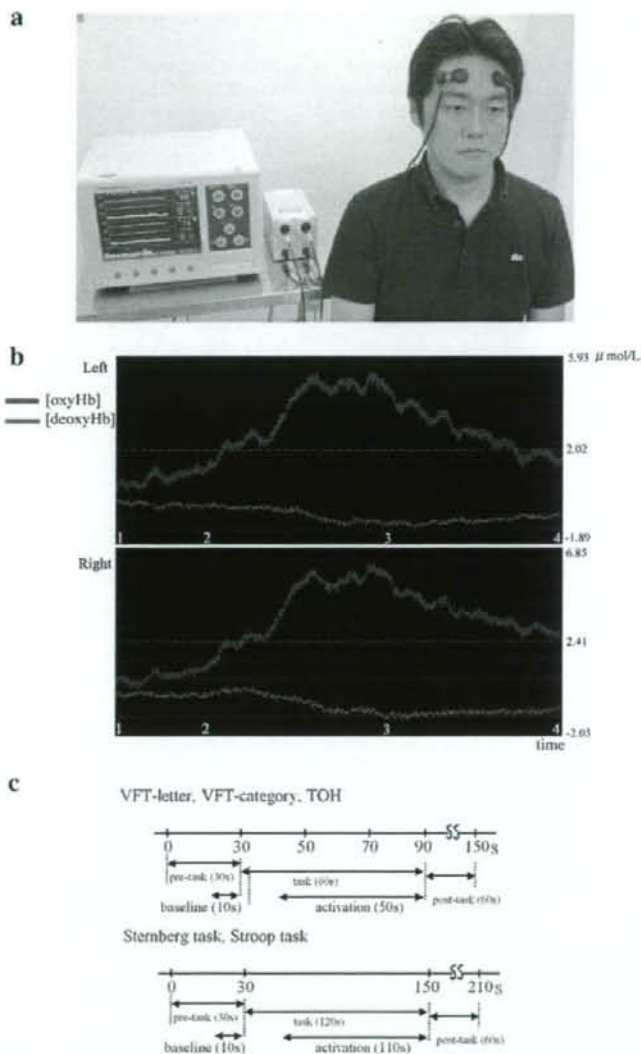 a
b
Left
3.93 μ mol/L
[oxyHb]
[deoxyHb]
2.02
1 2 3 4
-1.89
Right
6.85
2.41
1 2 3 4
-2.03
time
c
VFT-letter, VFT-category, TOH
0 30 50 70 90 150s
pre-task (30s) task (60s) post-task (60s)
baseline (10s) activation (50s)
Sternberg task, Stroop task
0 30 150 210s
pre-task (30s) task (120s) post-task (60s)
baseline (10s) activation (110s)